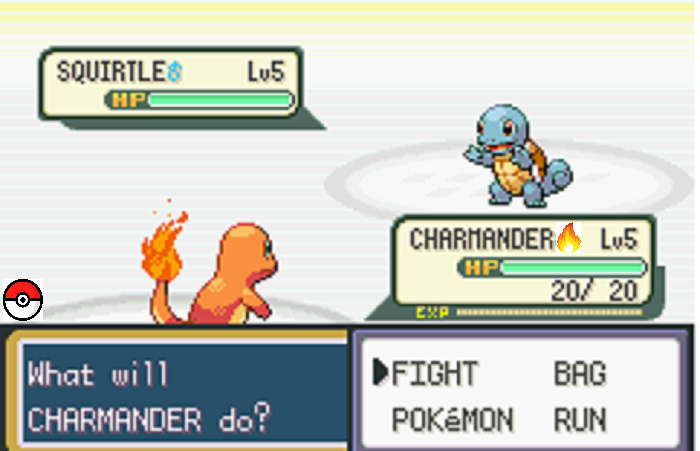 SQUIRTLE♂ Lv5
HP
CHARMANDER🔥 Lv5
HP
20/ 20
EXP
What will
CHARMANDER do?
FIGHT BAG
POKéMON RUN